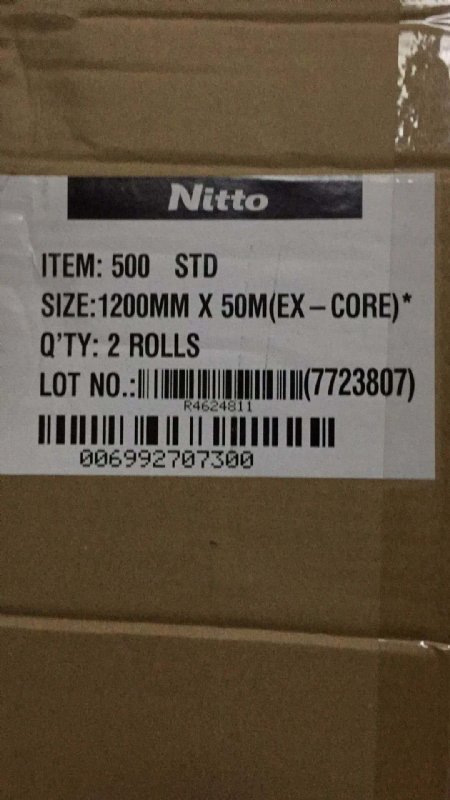 Nitto
ITEM: 500 STD
SIZE:1200MM X 50M(EX-CORE)*
Q'TY: 2 ROLLS
LOT NO.: (7723807)
R4624811
006992707300